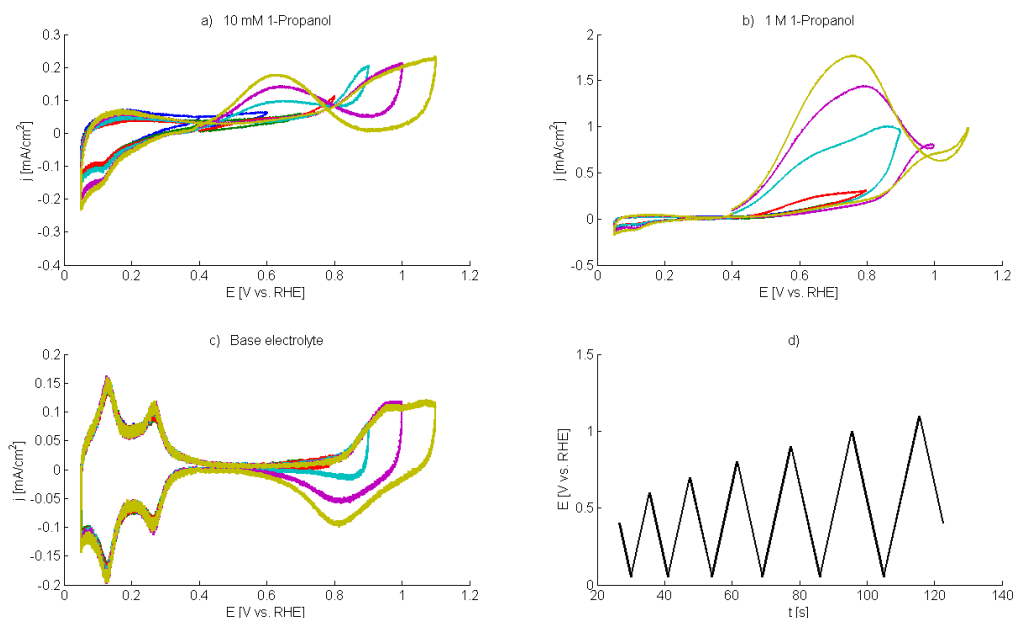 a) 10 mM 1-Propanol
0.3
0.2
0.1
0
-0.1
-0.2
-0.3
-0.4
j [mA/cm²]
0 0.2 0.4 0.6 0.8 1 1.2
E [V vs. RHE]
b) 1 M 1-Propanol
2
1.5
1
0.5
0
-0.5
j [mA/cm²]
0 0.2 0.4 0.6 0.8 1 1.2
E [V vs. RHE]
c) Base electrolyte
0.2
0.15
0.1
0.05
0
-0.05
-0.1
-0.15
-0.2
j [mA/cm²]
0 0.2 0.4 0.6 0.8 1 1.2
E [V vs. RHE]
d)
1.5
1
0.5
0
E [V vs. RHE]
20 40 60 80 100 120 140
t [s]